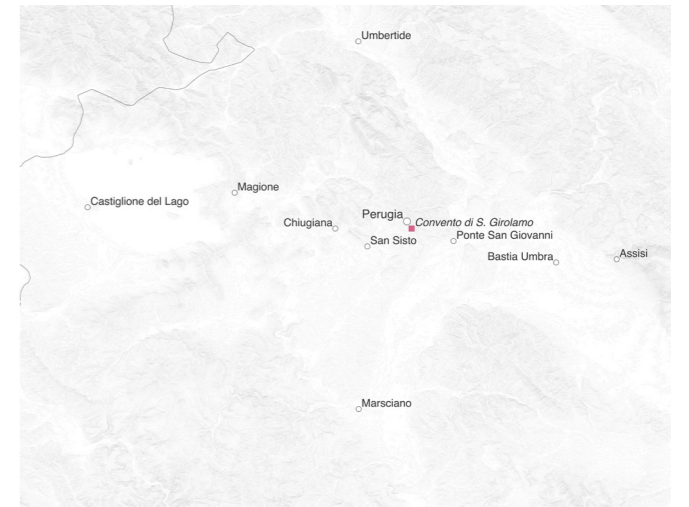 Umbertide
Magione
Castiglione del Lago
Perugia
Chiugiana
Convento di S. Girolamo
Ponte San Giovanni
San Sisto
Bastia Umbra
Assisi
Marsciano